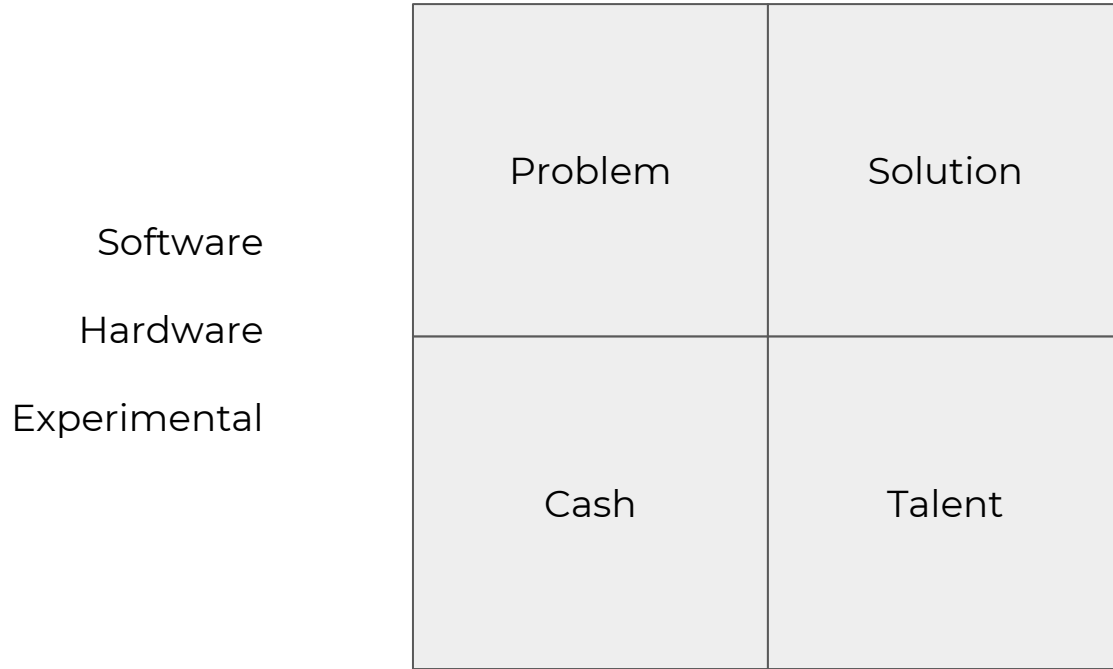 Software
Hardware
Experimental
Problem
Solution
Cash
Talent